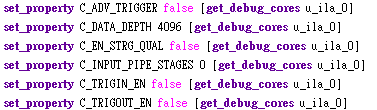 set_property C_ADV_TRIGGER false [get_debug_cores u_ila_0]
set_property C_DATA_DEPTH 4096 [get_debug_cores u_ila_0]
set_property C_EN_STRG_QUAL false [get_debug_cores u_ila_0]
set_property C_INPUT_PIPE_STAGES 0 [get_debug_cores u_ila_0]
set_property C_TRIGIN_EN false [get_debug_cores u_ila_0]
set_property C_TRIGOUT_EN false [get_debug_cores u_ila_0]